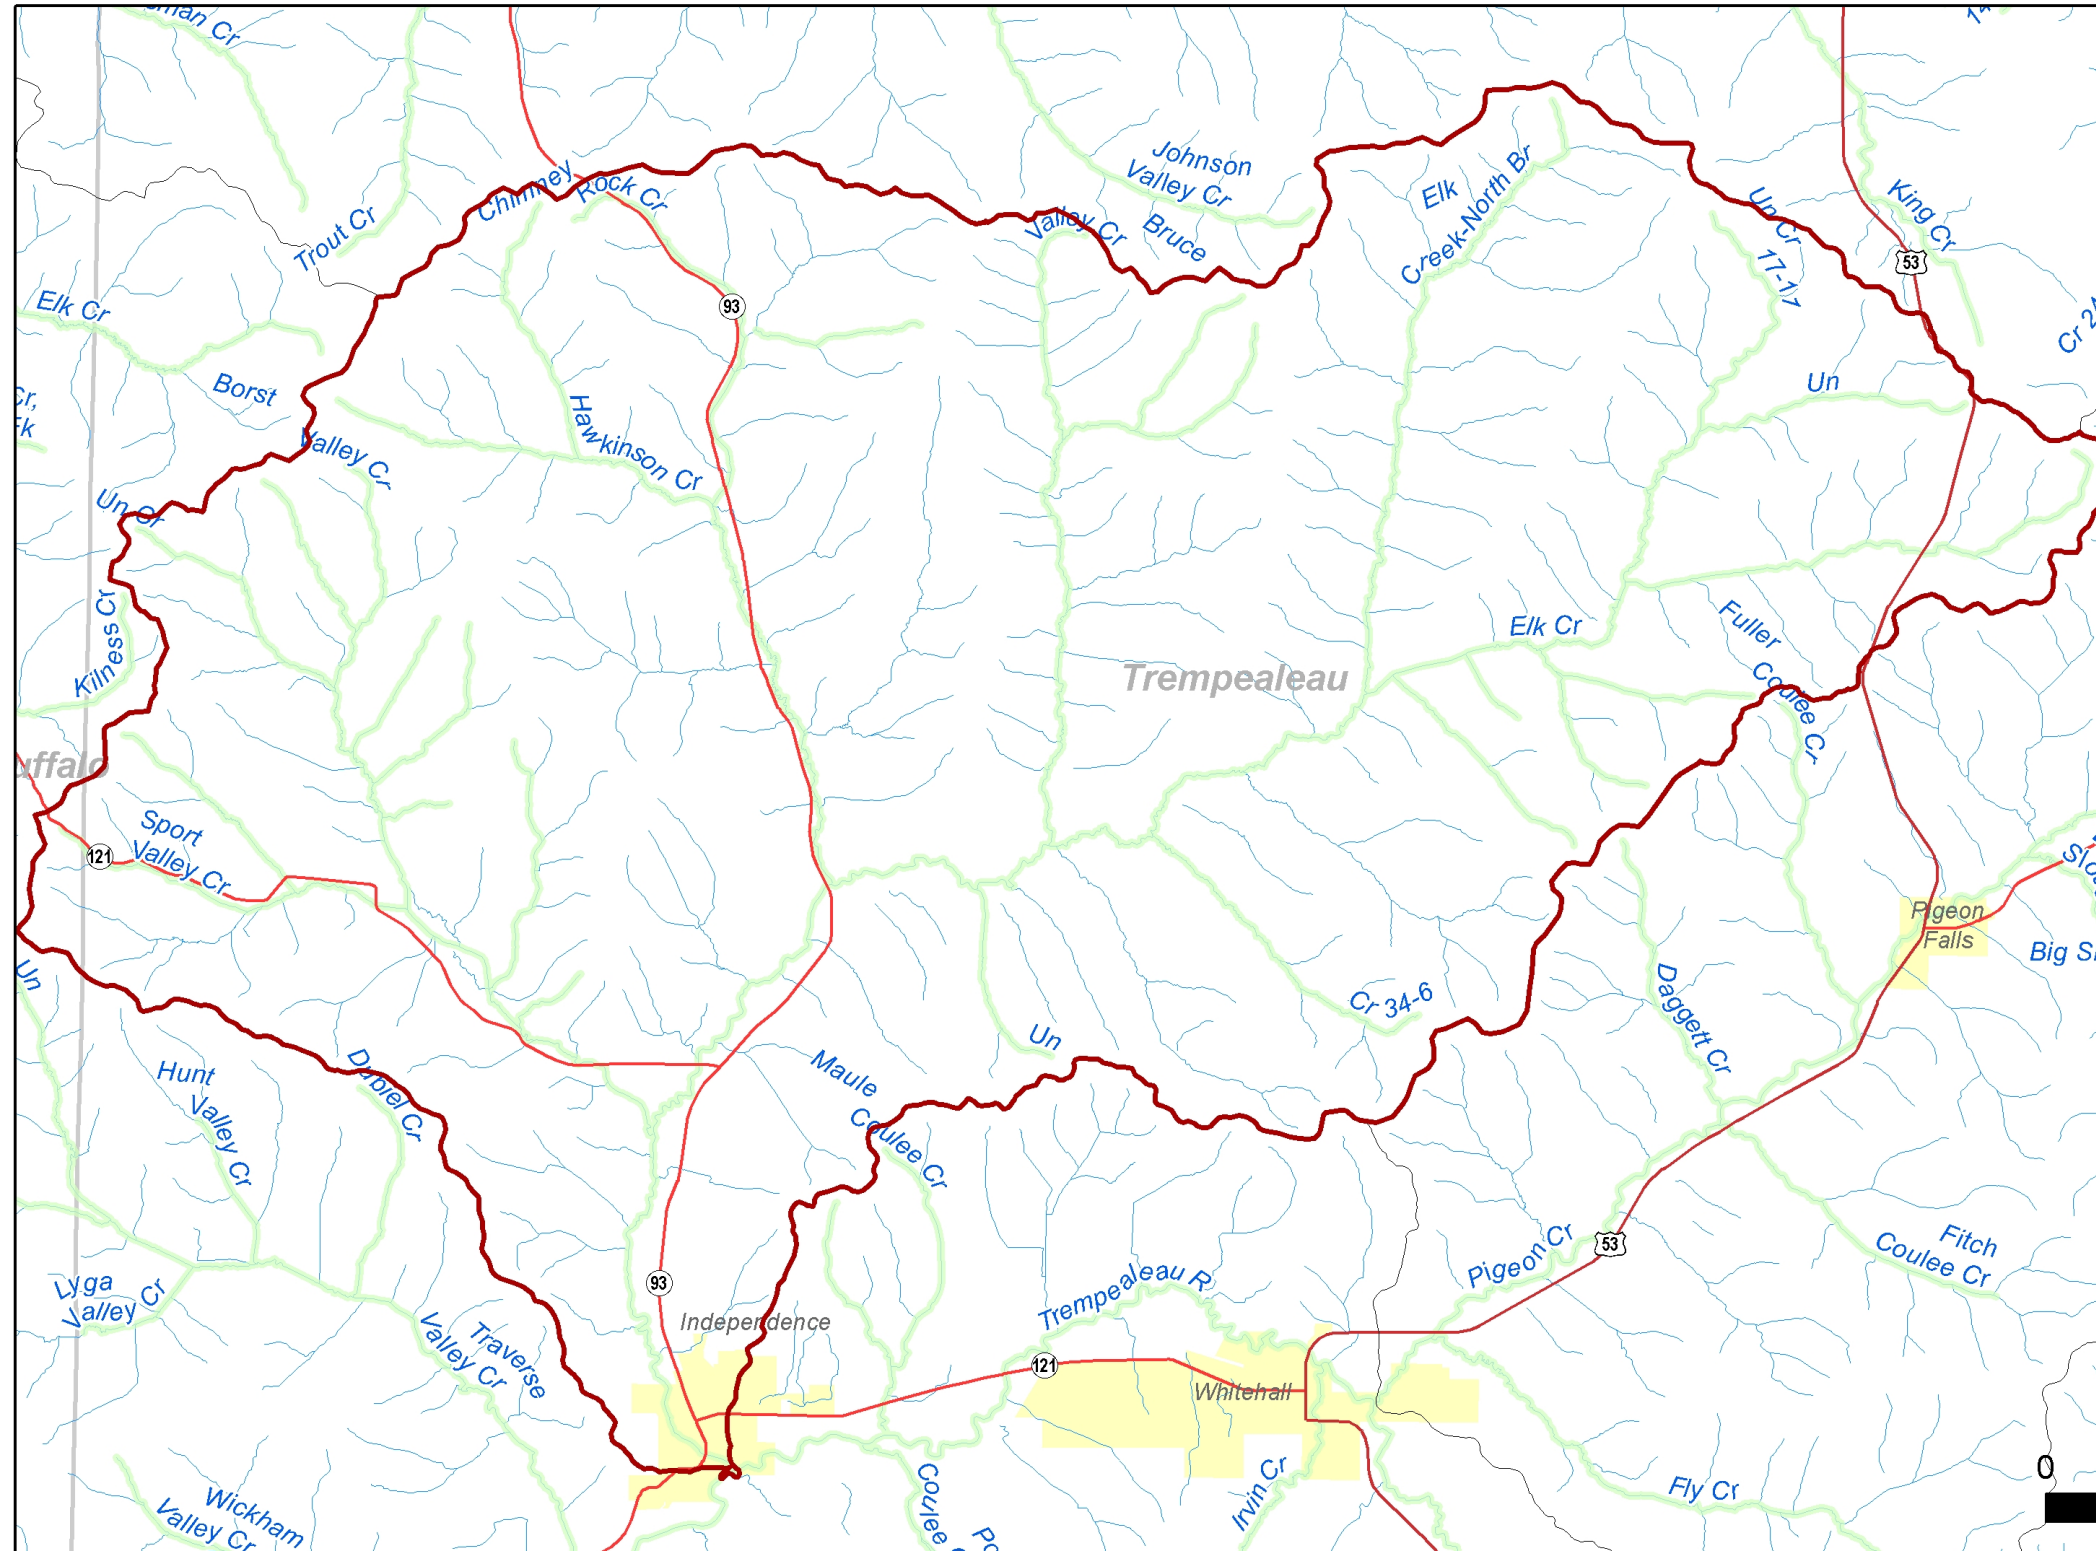 Cr
Trout Cr
Chimney
Rock Cr
Johnson
Valley Cr
Valley Cr
Bruce
Elk
Creek-North Br
Un Cr
17-11
King Cr
53
Elk Cr
93
Borst
Valley Cr
Hawkinson Cr
Un
Un Cr
Kilness Cr
Elk Cr
Fuller
Coulee Cr
Trempealeau
Sport
Valley Cr
121
Pigeon
Falls
Un
Daggett Cr
Cr 34-6
Un
Maule
Coulee Cr
Hunt
Valley Cr
Dubiel Cr
Fitch
Coulee Cr
Pigeon Cr
53
Lyga
Valley Cr
93
Independence
Trempealeau R
Traverse
Valley Cr
121
Whitehall
Irvin Cr
Fly Cr
0
Wickham
Valley Cr
Conlee